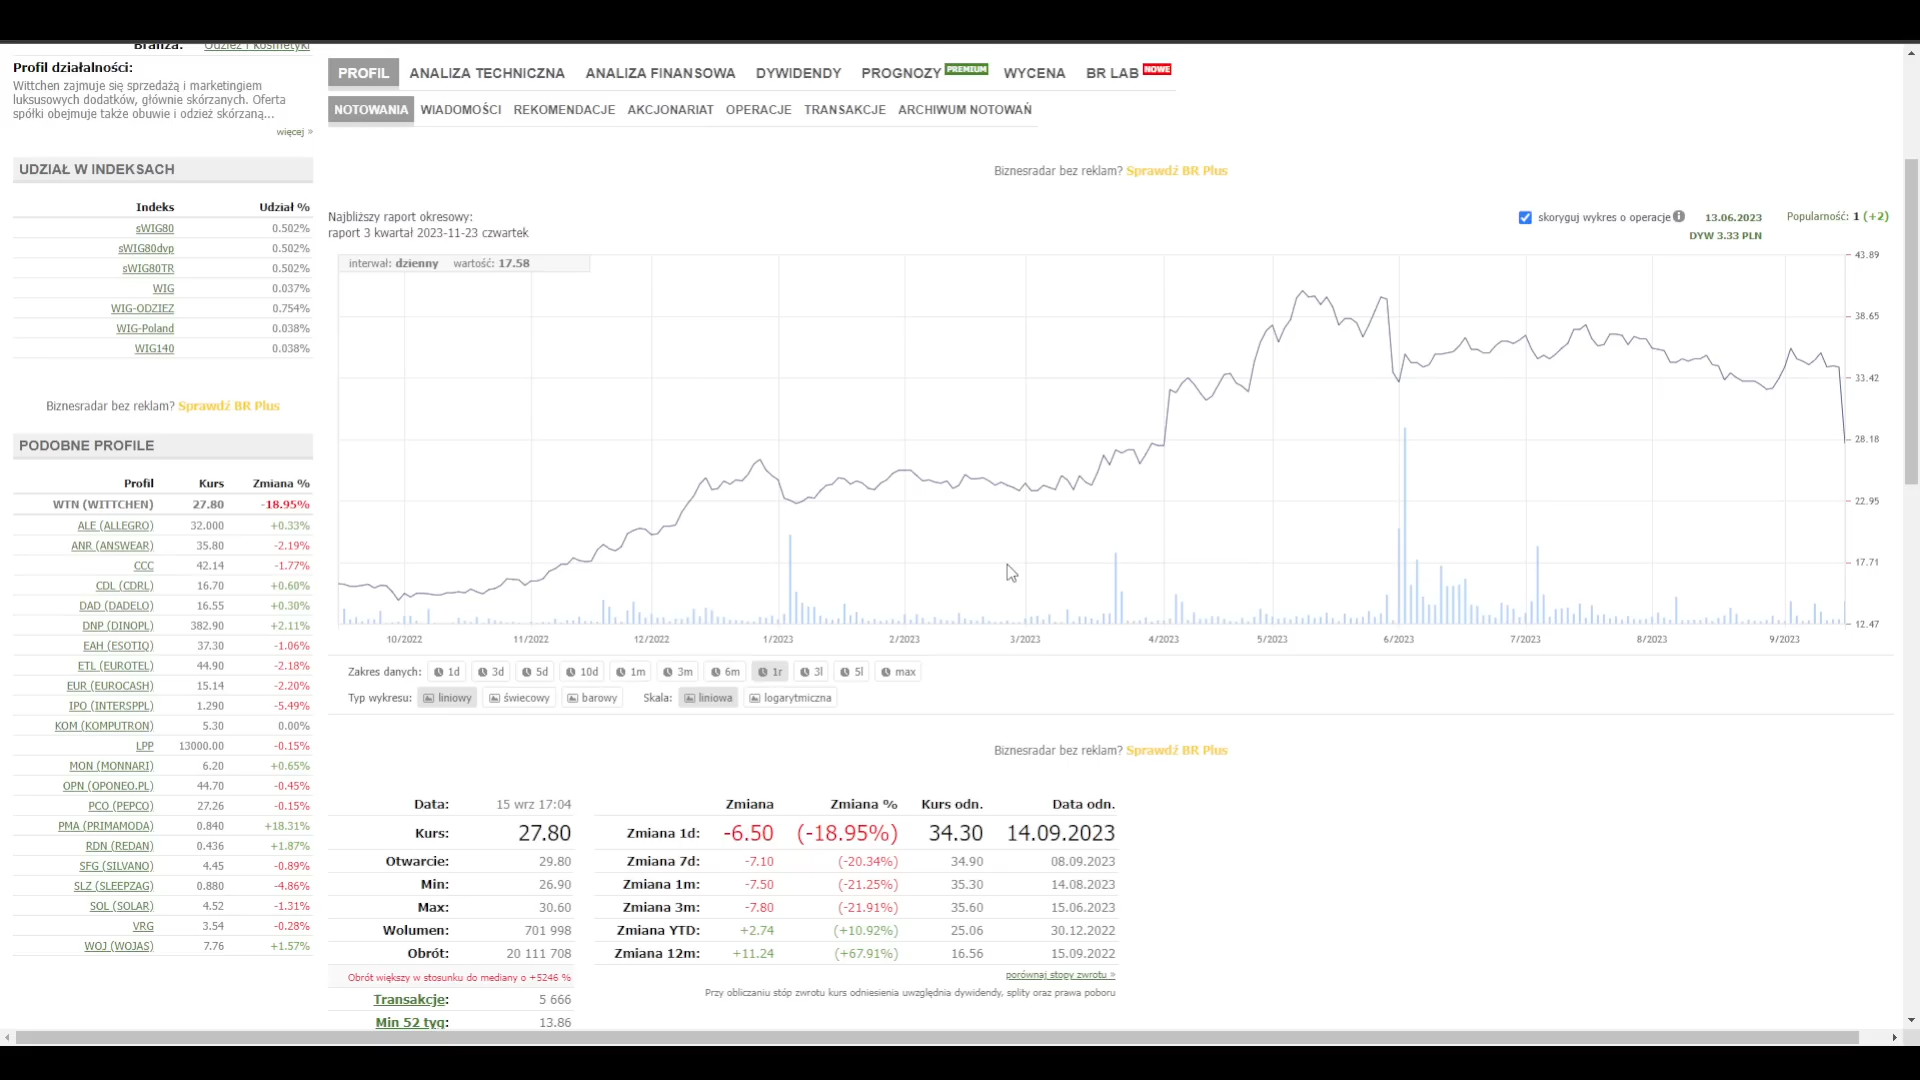 Branża: Odzież i kosmetyki
Profil działalności:
Wittchen zajmuje się sprzedażą i marketingiem
luksusowych dodatków, głównie skórzanych. Oferta
spółki obejmuje także obuwie i odzież skórzaną...
więcej »
UDZIAŁ W INDEKSACH
Indeks Udział %
sWIG80 0.502%
sWIG80dvp 0.502%
sWIG80TR 0.502%
WIG 0.037%
WIG-ODZIEZ 0.754%
WIG-Poland 0.038%
WIG140 0.038%
Biznesradar bez reklam? Sprawdź BR Plus
PODOBNE PROFILE
Profil Kurs Zmiana %
WTN (WITTCHEN) 27.80 -18.95%
ALE (ALLEGRO) 32.000 +0.33%
ANR (ANSWEAR) 35.80 -2.19%
CCC 42.14 -1.77%
CDL (CDRL) 16.70 +0.60%
DAD (DADELO) 16.55 +0.30%
DNP (DINOPL) 382.90 +2.11%
EAH (ESOTIQ) 37.30 -1.06%
ETL (EUROTEL) 44.90 -2.18%
EUR (EUROCASH) 15.14 -2.20%
IPO (INTERSPPL) 1.290 -5.49%
KOM (KOMPUTRON) 5.30 0.00%
LPP 13000.00 -0.15%
MON (MONNARI) 6.20 +0.65%
OPN (OPONEO.PL) 44.70 -0.45%
PCO (PEPCO) 27.26 -0.15%
PMA (PRIMAMODA) 0.840 +18.31%
RDN (REDAN) 0.436 +1.87%
SFG (SILVANO) 4.45 -0.89%
SLZ (SLEEPZAG) 0.880 -4.86%
SOL (SOLAR) 4.52 -1.31%
VRG 3.54 -0.28%
WOJ (WOJAS) 7.76 +1.57%
PROFIL ANALIZA TECHNICZNA ANALIZA FINANSOWA DYWIDENDY PROGNOZY PREMIUM WYCENA BR LAB NOWE
NOTOWANIA WIADOMOŚCI REKOMENDACJE AKCJONARIAT OPERACJE TRANSAKCJE ARCHIWUM NOTOWAŃ
Biznesradar bez reklam? Sprawdź BR Plus
Najbliższy raport okresowy:
raport 3 kwartał 2023-11-23 czwartek
skoryguj wykres o operacje 13.06.2023 Popularność: 1 (+2)
DYW 3.33 PLN
interwał: dzienny wartość: 17.58
43.89
38.65
33.42
28.18
22.95
17.71
12.47
10/2022 11/2022 12/2022 1/2023 2/2023 3/2023 4/2023 5/2023 6/2023 7/2023 8/2023 9/2023
Zakres danych: 1d 3d 5d 10d 1m 3m 6m 1r 3l 5l max
Typ wykresu: liniowy świecowy barowy Skala: liniowa logarytmiczna
Biznesradar bez reklam? Sprawdź BR Plus
Data: 15 wrz 17:04
Kurs: 27.80
Otwarcie: 29.80
Min: 26.90
Max: 30.60
Wolumen: 701 998
Obrót: 20 111 708
Obrót większy w stosunku do mediany o +5246 %
Transakcje: 5 666
Min 52 tyg: 13.86
Zmiana Zmiana % Kurs odn. Data odn.
Zmiana 1d: -6.50 (-18.95%) 34.30 14.09.2023
Zmiana 7d: -7.10 (-20.34%) 34.90 08.09.2023
Zmiana 1m: -7.50 (-21.25%) 35.30 14.08.2023
Zmiana 3m: -7.80 (-21.91%) 35.60 15.06.2023
Zmiana YTD: +2.74 (+10.92%) 25.06 30.12.2022
Zmiana 12m: +11.24 (+67.91%) 16.56 15.09.2022
porównaj stopy zwrotu »
Przy obliczaniu stóp zwrotu kurs odniesienia uwzględnia dywidendy, splity oraz prawa poboru